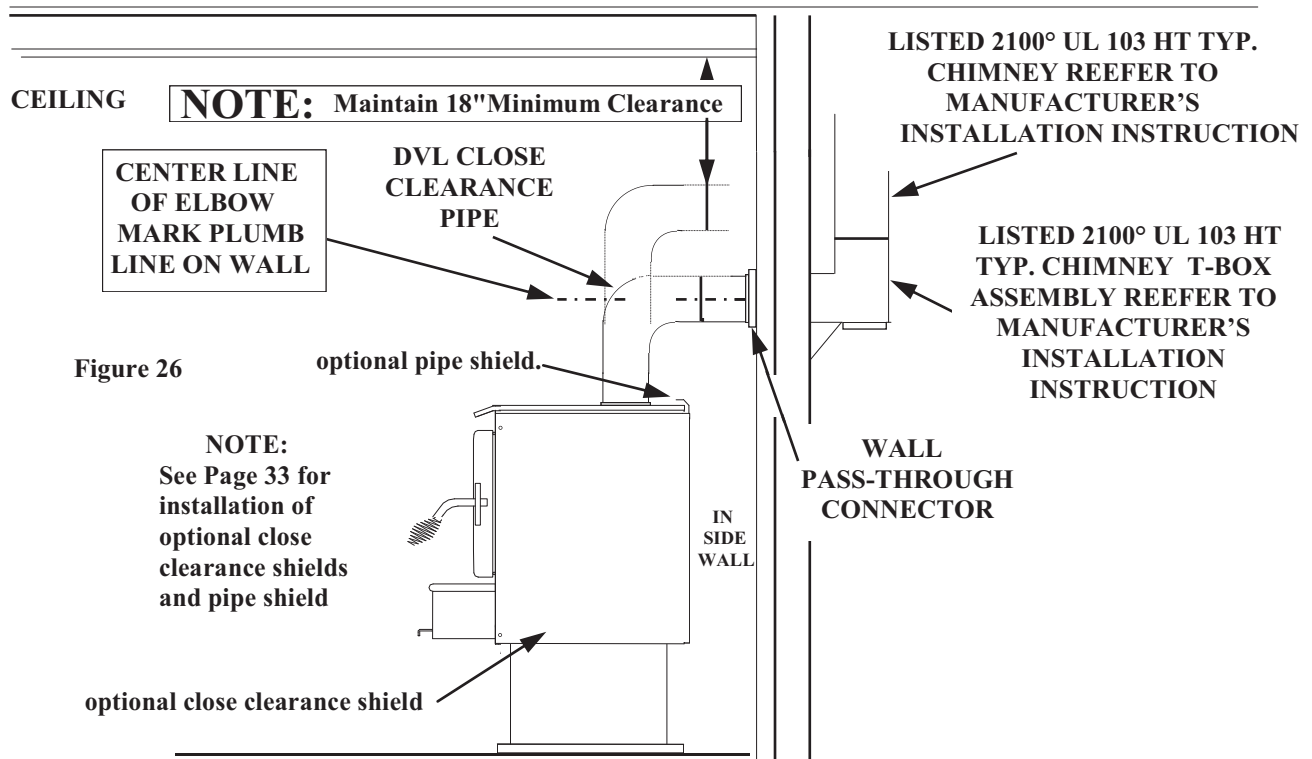 LISTED 2100° UL 103 HT TYP.
CHIMNEY REEFER TO
MANUFACTURER’S
INSTALLATION INSTRUCTION
CEILING
NOTE: Maintain 18"Minimum Clearance
CENTER LINE
OF ELBOW
MARK PLUMB
LINE ON WALL
DVL CLOSE
CLEARANCE
PIPE
LISTED 2100° UL 103 HT
TYP. CHIMNEY T-BOX
ASSEMBLY REEFER TO
MANUFACTURER’S
INSTALLATION
INSTRUCTION
Figure 26
optional pipe shield.
NOTE:
See Page 33 for
installation of
optional close
clearance shields
and pipe shield
WALL
PASS-THROUGH
CONNECTOR
IN
SIDE
WALL
optional close clearance shield